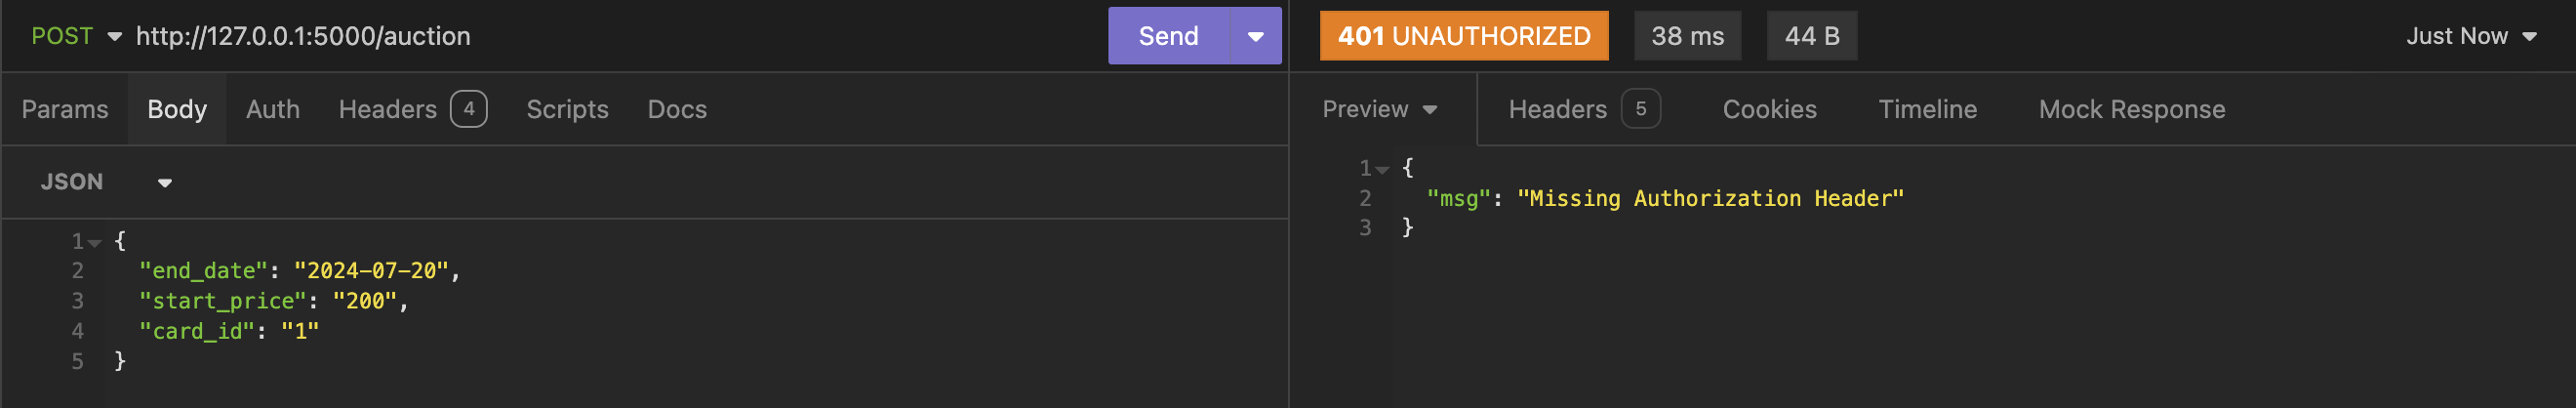 POST http://127.0.0.1:5000/auction Send
Params Body Auth Headers 4 Scripts Docs
JSON
1 {
2 "end_date": "2024-07-20",
3 "start_price": "200",
4 "card_id": "1"
5 }
401 UNAUTHORIZED 38 ms 44 B Just Now
Preview Headers 5 Cookies Timeline Mock Response
1 {
2 "msg": "Missing Authorization Header"
3 }